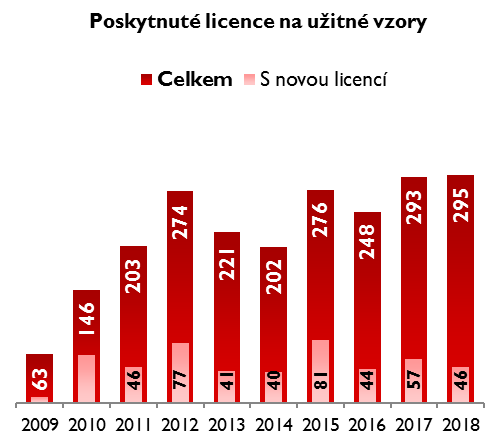 Poskytnuté licence na užitné vzory
Celkem S novou licencí
63 146 203 274 221 202 276 248 293 295
46 77 41 40 81 44 57 46
2009 2010 2011 2012 2013 2014 2015 2016 2017 2018